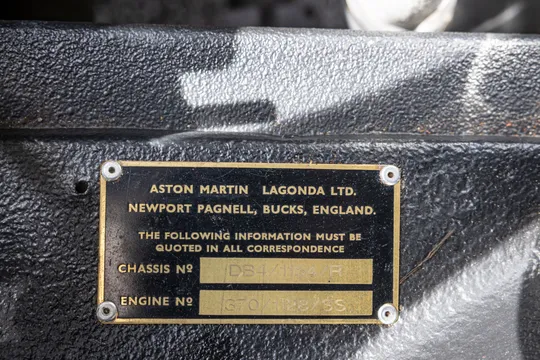 ASTON MARTIN LAGONDA LTD.
NEWPORT PAGNELL, BUCKS, ENGLAND.
THE FOLLOWING INFORMATION MUST BE
QUOTED IN ALL CORRESPONDENCE
CHASSIS Nº
ENGINE Nº